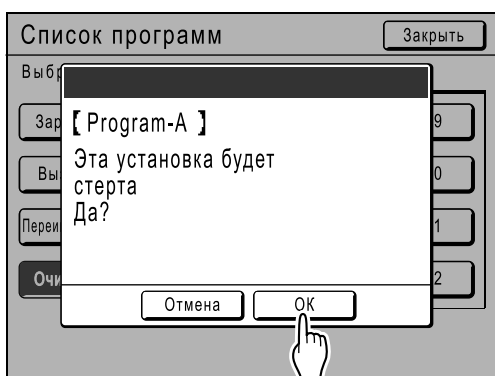 Список программ
Закрыть
Выбр
Зар
9
【 Program-A 】
Вы
0
Эта установка будет
стерта
Да?
Переи
1
Очи
2
Отмена
OK